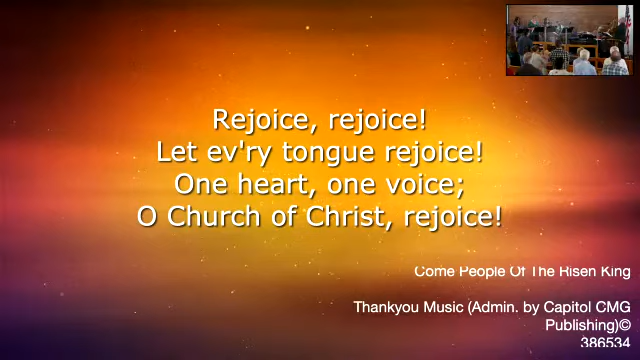 Rejoice, rejoice!
Let ev'ry tongue rejoice!
One heart, one voice;
O Church of Christ, rejoice!
Come People Of The Risen King
Thankyou Music (Admin. by Capitol CMG
Publishing)©
386534